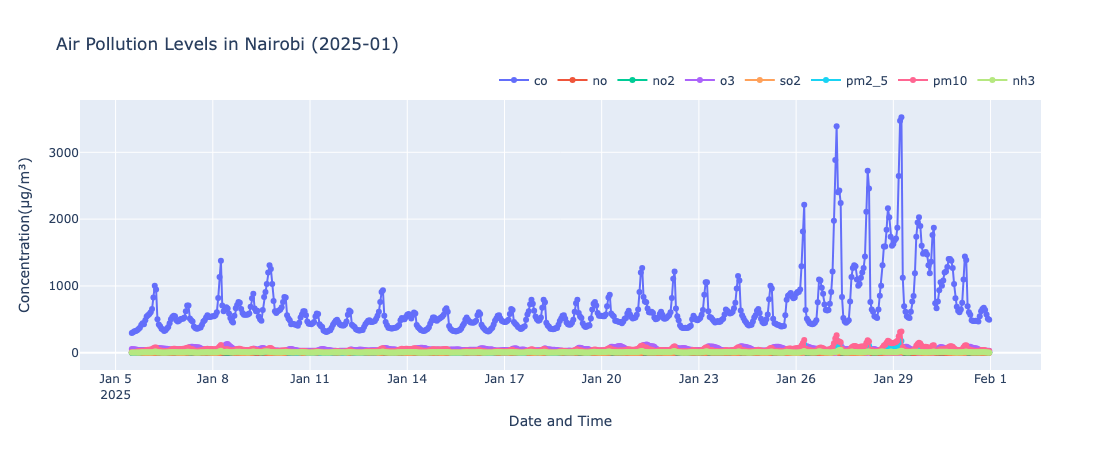 Air Pollution Levels in Nairobi (2025-01)
co no no2 o3 so2 pm2_5 pm10 nh3
Concentration(µg/m³)
3000
2000
1000
0
Jan 5 Jan 8 Jan 11 Jan 14 Jan 17 Jan 20 Jan 23 Jan 26 Jan 29 Feb 1
2025
Date and Time